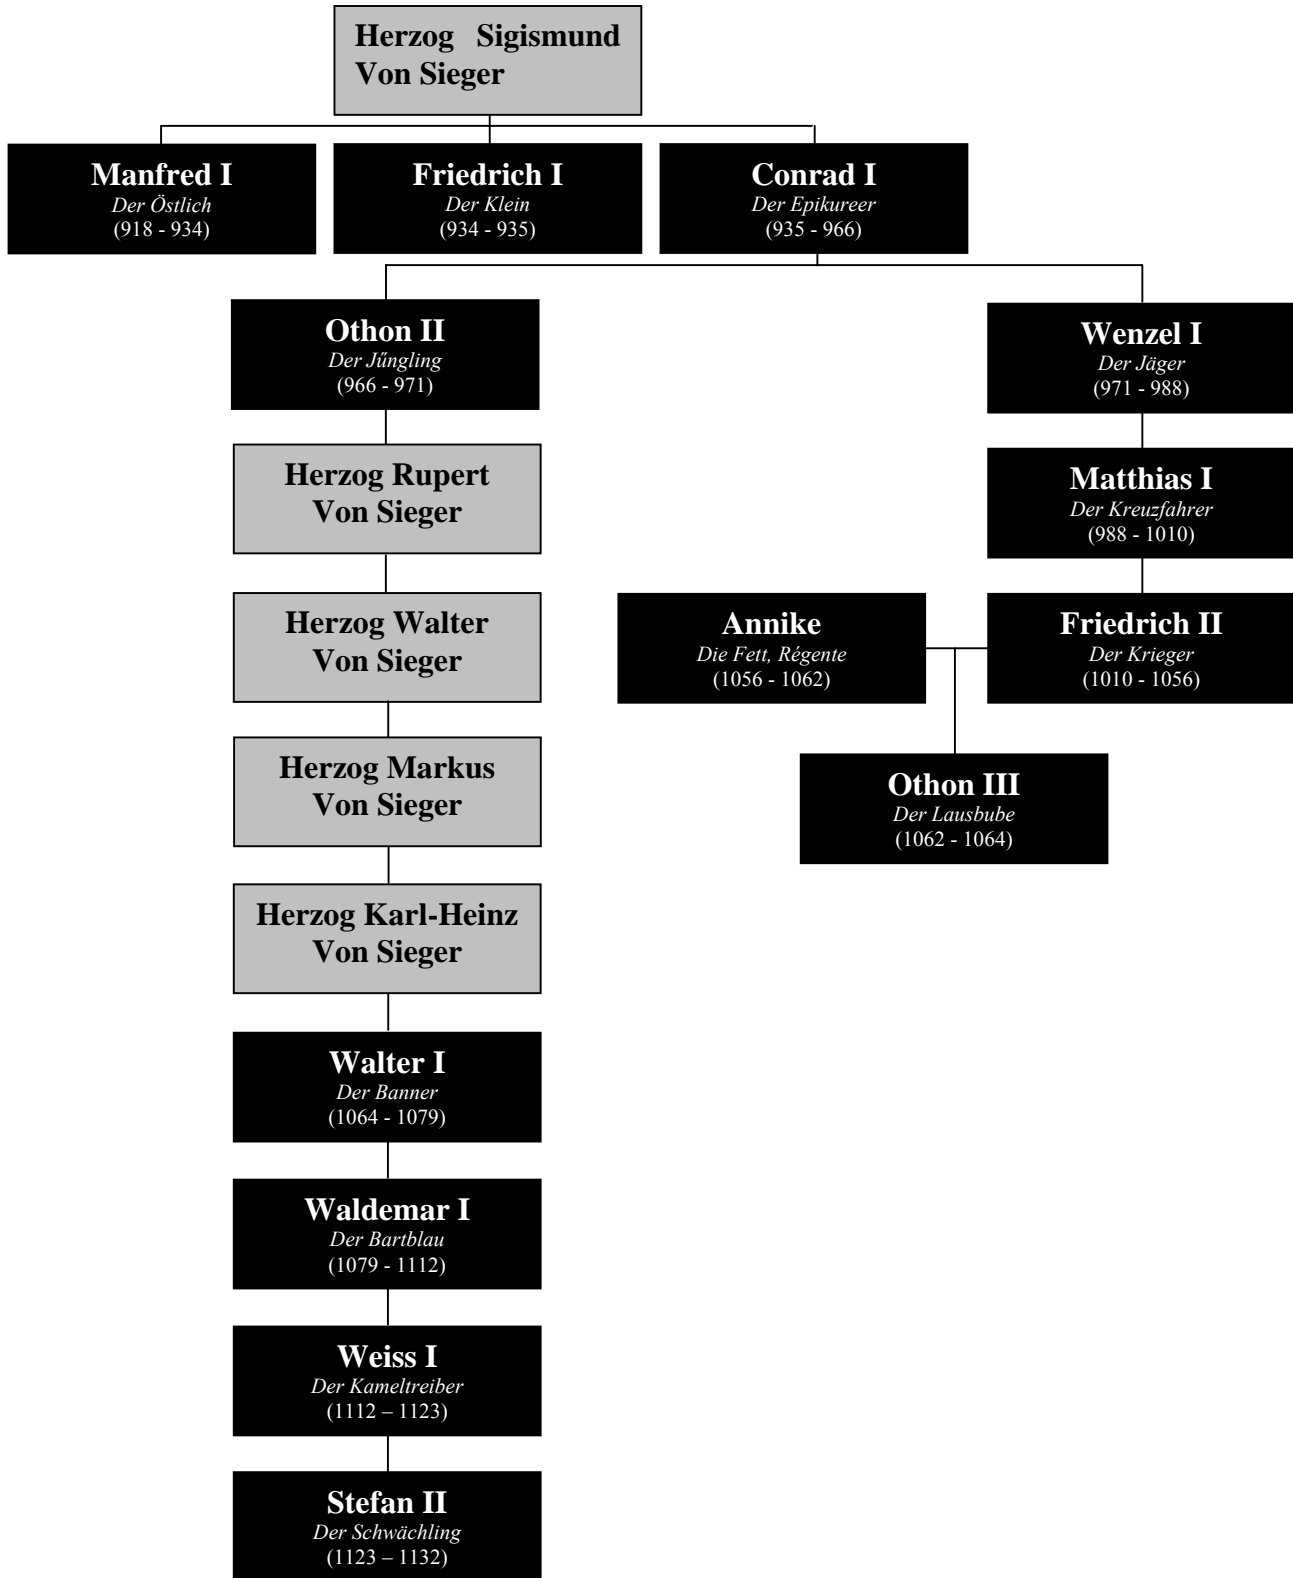 Herzog Sigismund
Von Sieger
Manfred I
Der Östlich
(918 - 934)
Friedrich I
Der Klein
(934 - 935)
Conrad I
Der Epikureer
(935 - 966)
Othon II
Der Jűngling
(966 - 971)
Wenzel I
Der Jäger
(971 - 988)
Herzog Rupert
Von Sieger
Matthias I
Der Kreuzfahrer
(988 - 1010)
Herzog Walter
Von Sieger
Annike
Die Fett, Régente
(1056 - 1062)
Friedrich II
Der Krieger
(1010 - 1056)
Herzog Markus
Von Sieger
Othon III
Der Lausbube
(1062 - 1064)
Herzog Karl-Heinz
Von Sieger
Walter I
Der Banner
(1064 - 1079)
Waldemar I
Der Bartblau
(1079 - 1112)
Weiss I
Der Kameltreiber
(1112 – 1123)
Stefan II
Der Schwächling
(1123 – 1132)